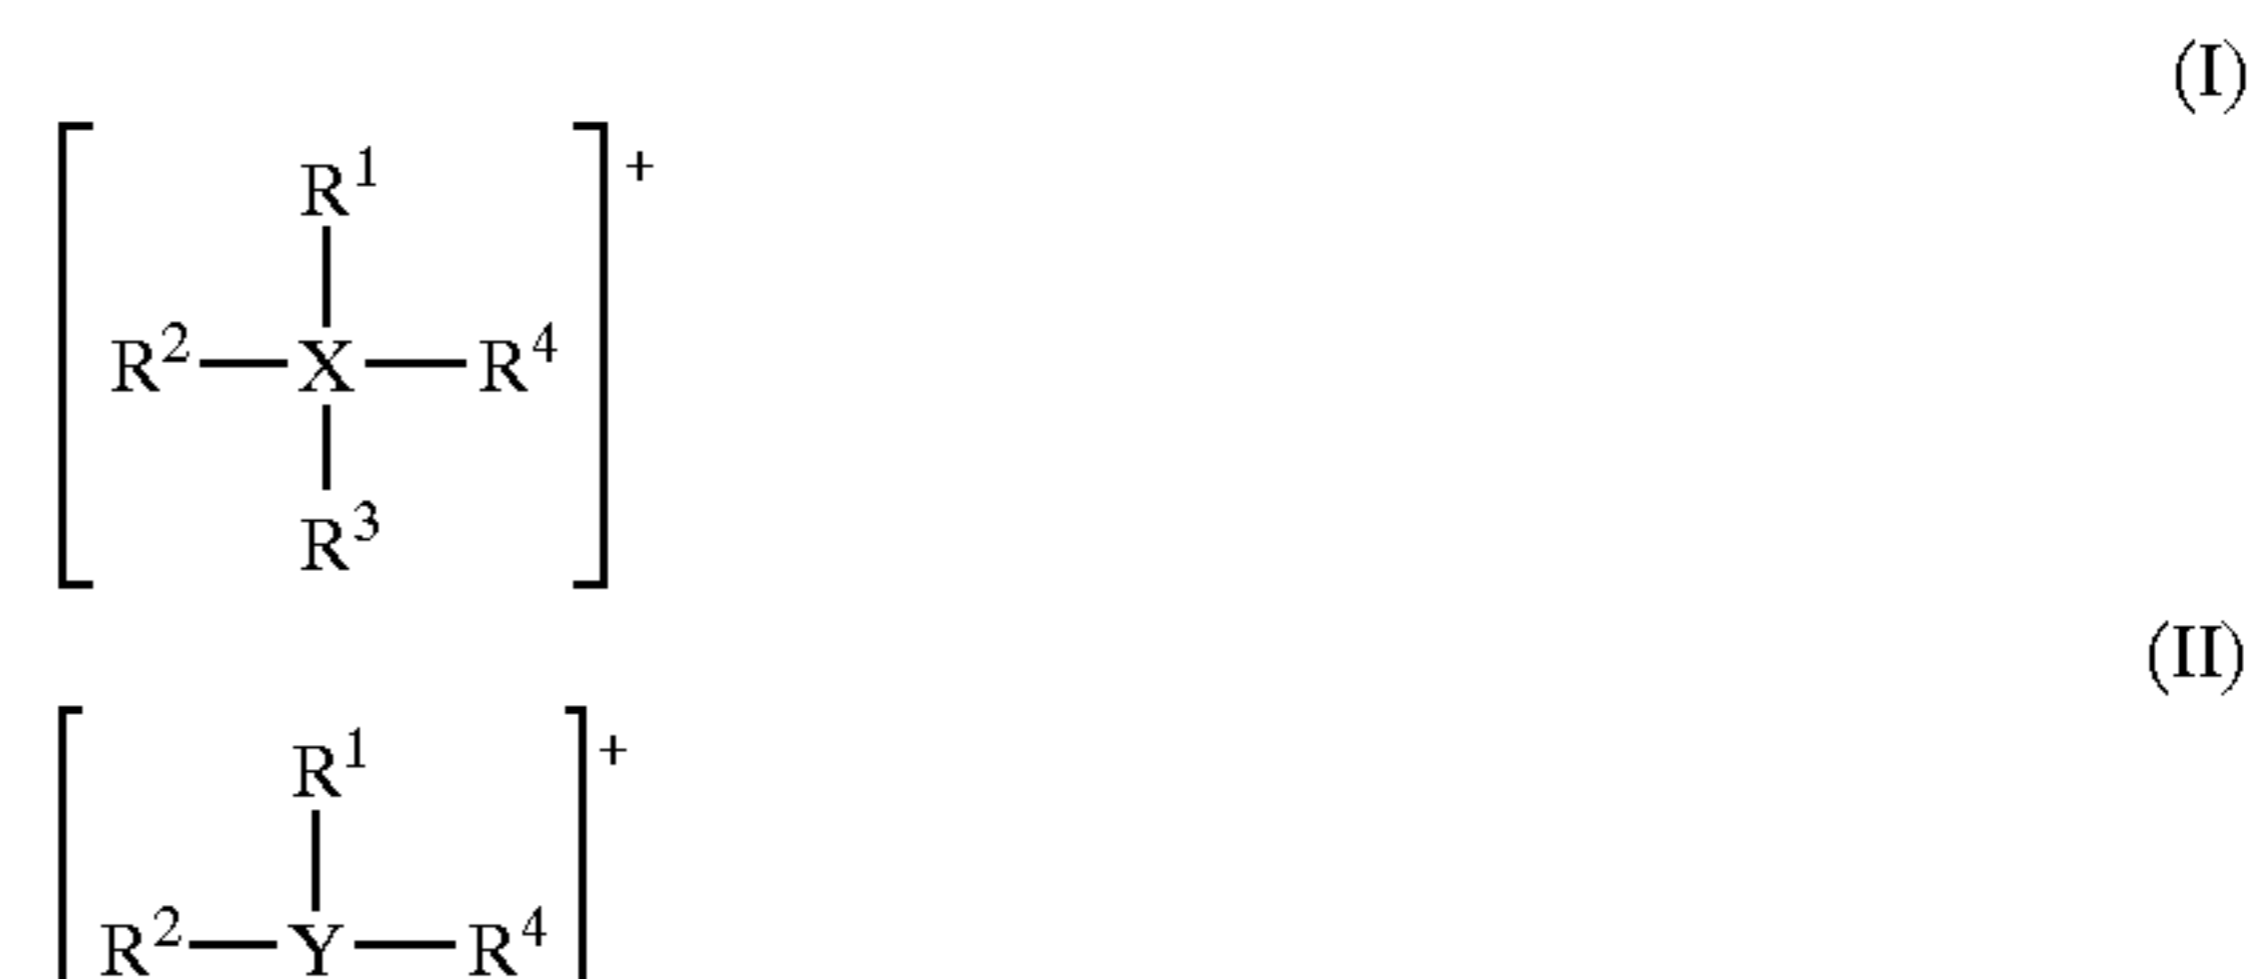 (I)
R¹ +
R²—X—R⁴
R³
(II)
R¹ +
R²—Y—R⁴